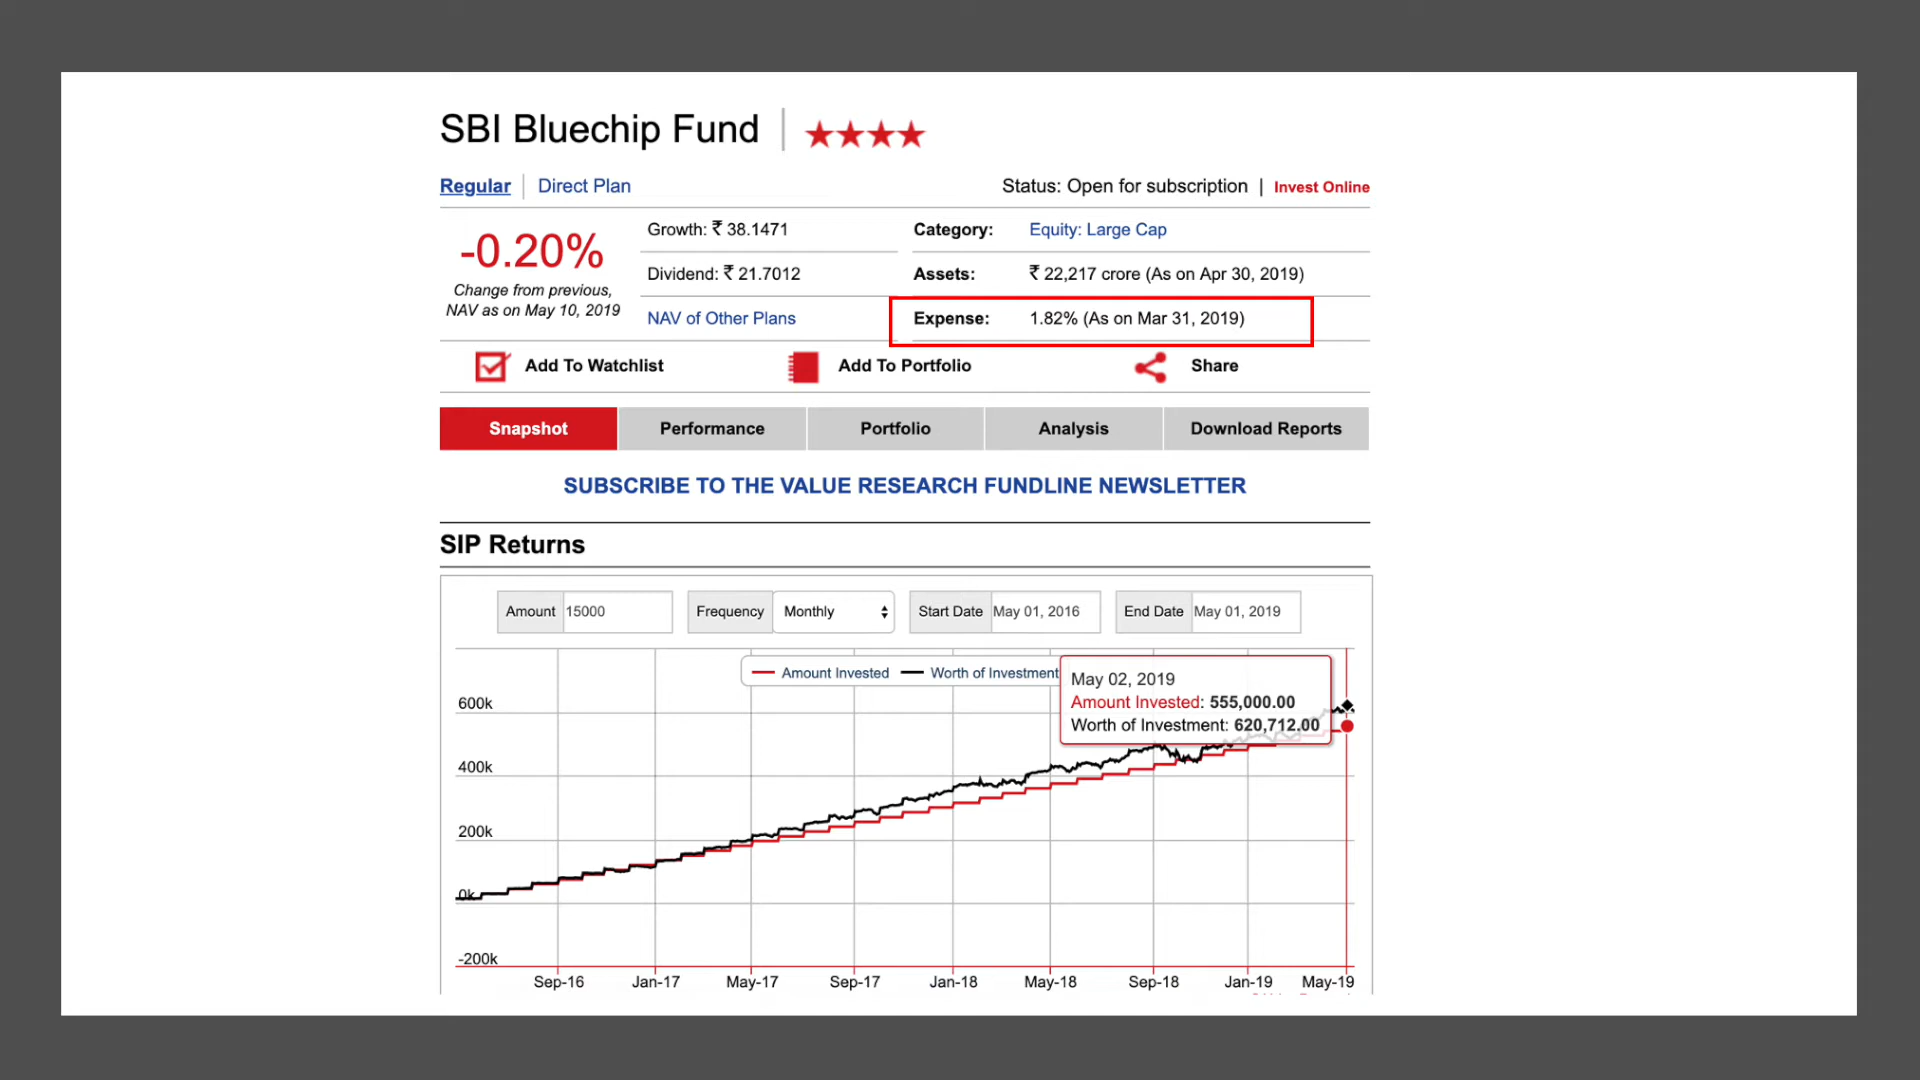 SBI Bluechip Fund
Regular Direct Plan
Status: Open for subscription | Invest Online
-0.20%
Change from previous,
NAV as on May 10, 2019
Growth: ₹ 38.1471
Dividend: ₹ 21.7012
NAV of Other Plans
Category: Equity: Large Cap
Assets: ₹ 22,217 crore (As on Apr 30, 2019)
Expense: 1.82% (As on Mar 31, 2019)
Add To Watchlist Add To Portfolio Share
Snapshot Performance Portfolio Analysis Download Reports
SUBSCRIBE TO THE VALUE RESEARCH FUNDLINE NEWSLETTER
SIP Returns
Amount 15000 Frequency Monthly Start Date May 01, 2016 End Date May 01, 2019
Amount Invested Worth of Investment
May 02, 2019
Amount Invested: 555,000.00
Worth of Investment: 620,712.00
600k
400k
200k
0k
-200k
Sep-16 Jan-17 May-17 Sep-17 Jan-18 May-18 Sep-18 Jan-19 May-19